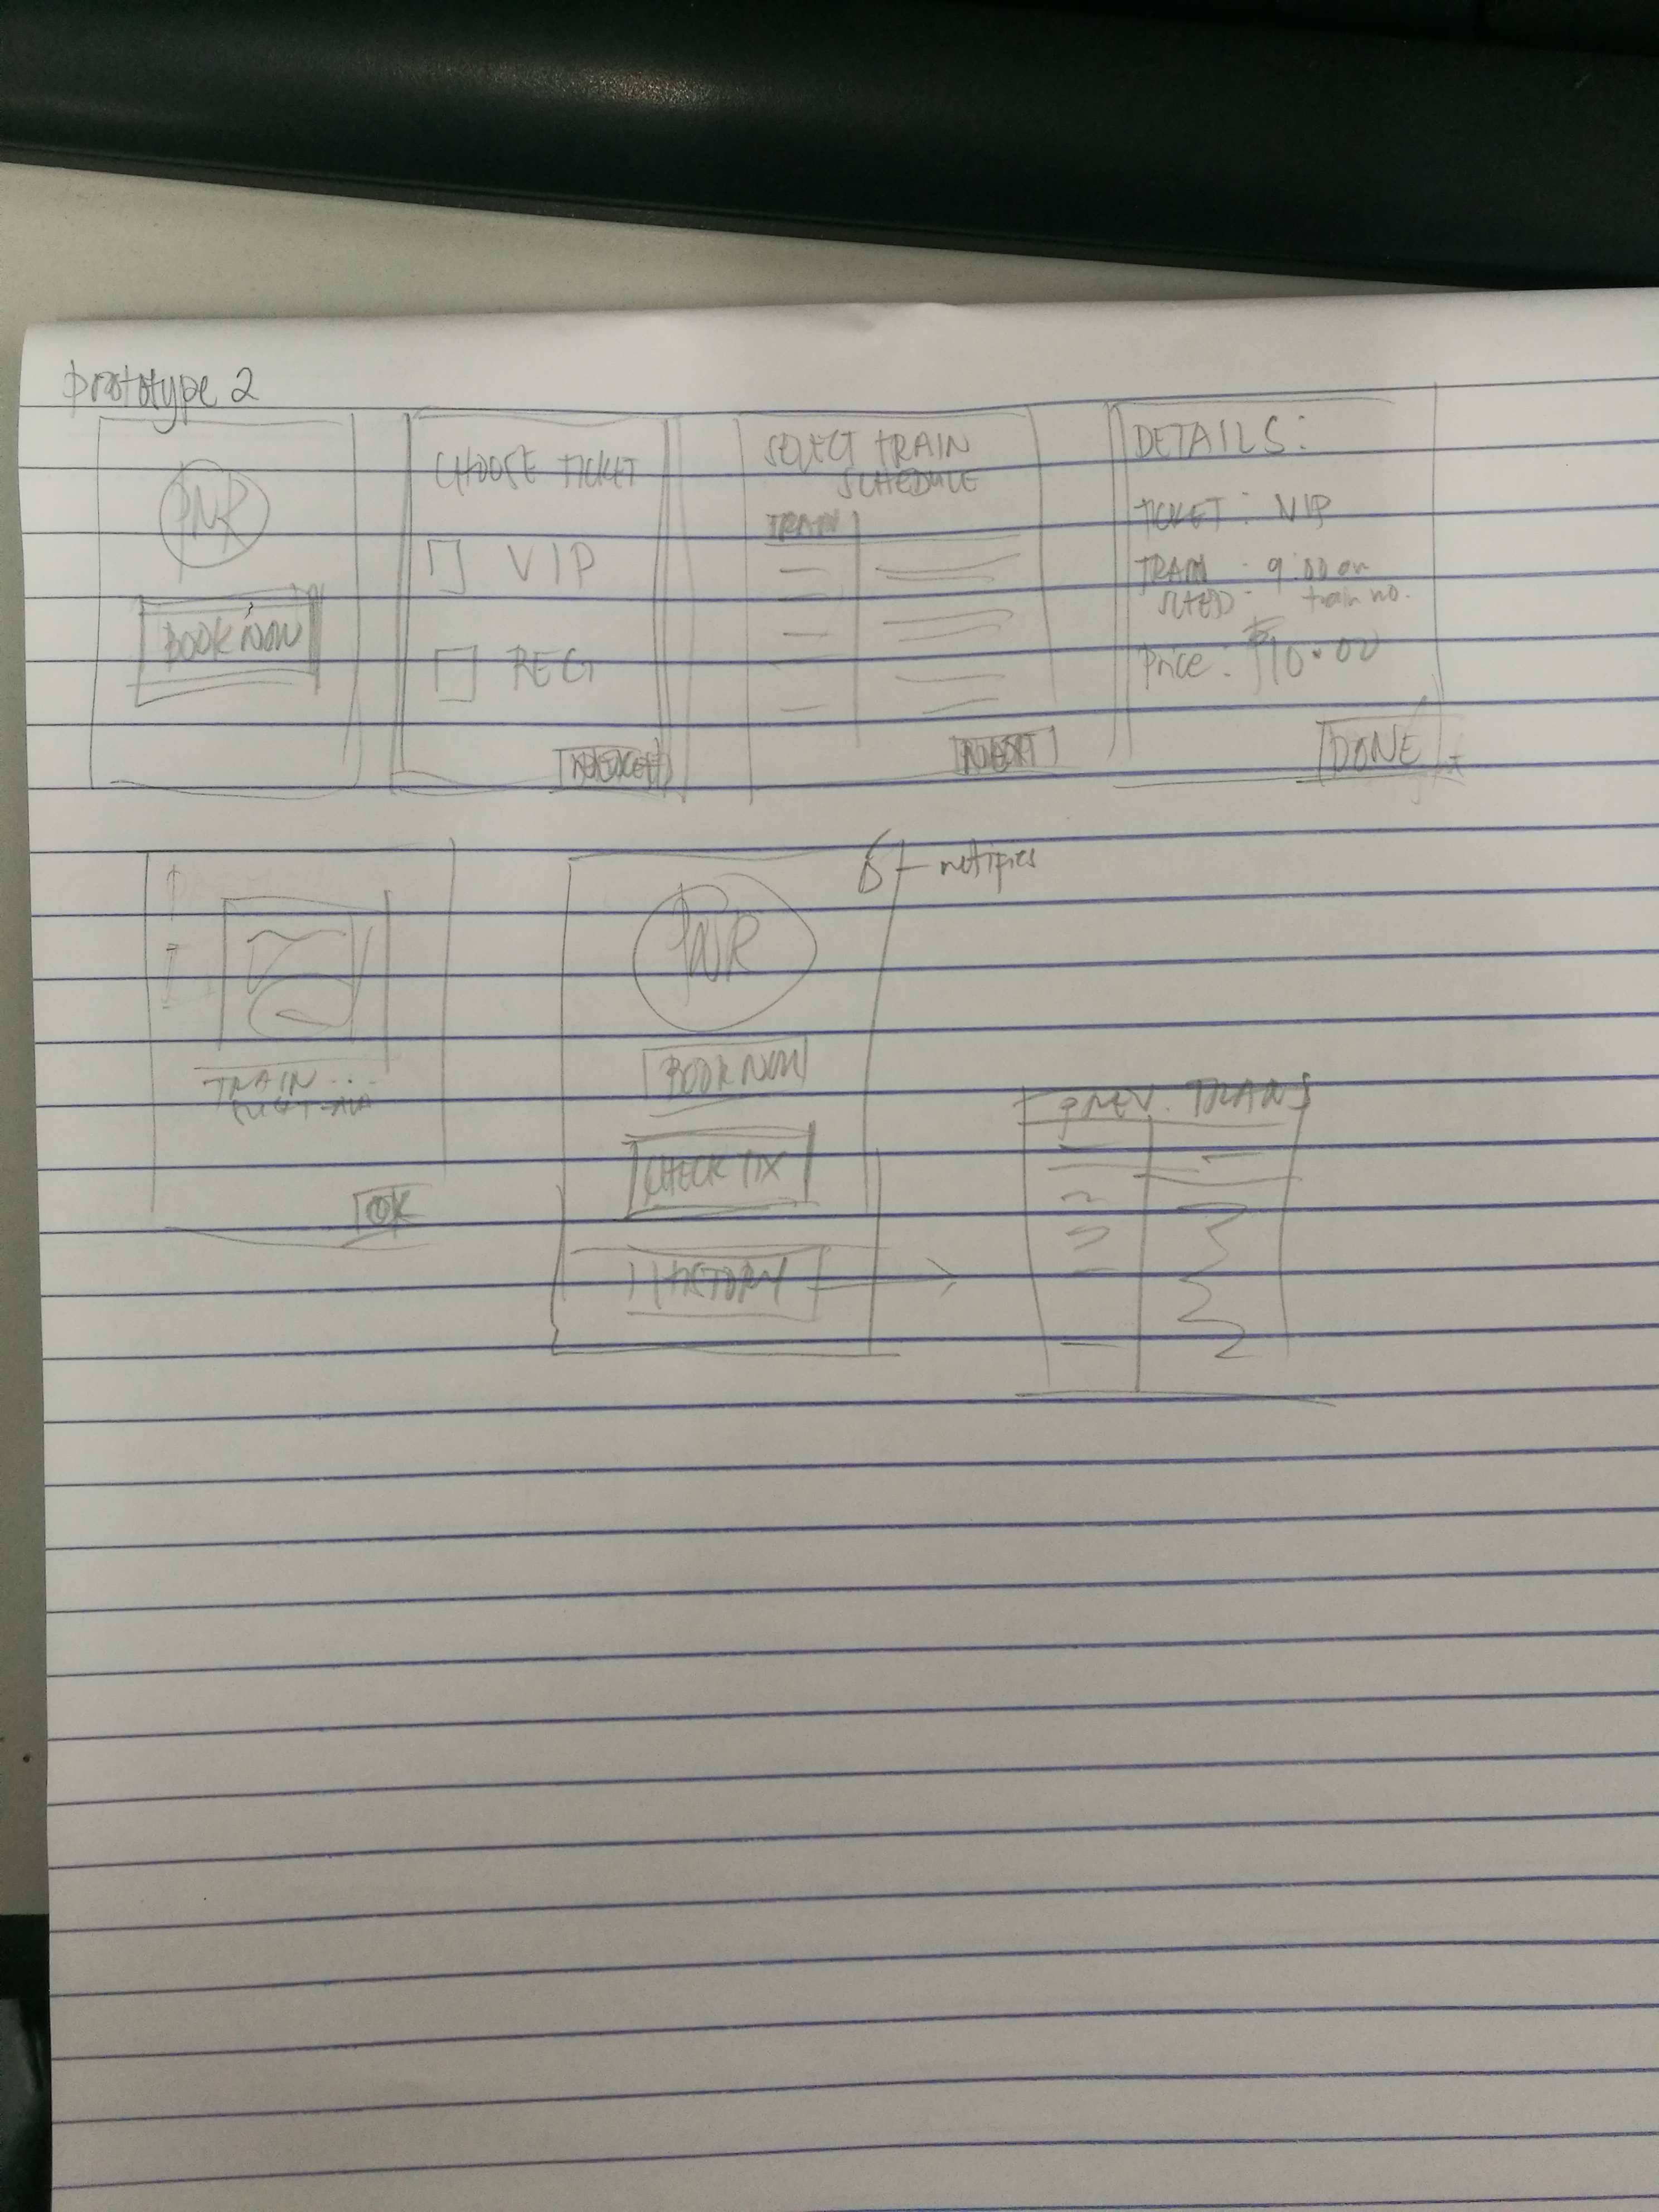 prototype 2
PNR
BOOK NOW
CHOOSE TICKET
VIP
REG
SELECT TRAIN
SCHEDULE
TRAIN
NEXT
DETAILS:
TICKET: VIP
TRAIN : 9:00 am
SCHED train no.
Price: ₱10.00
DONE
TRAIN ...
OK
notifies
PNR
BOOK NOW
CHECK TIX
HISTORY
PREV. TRANS